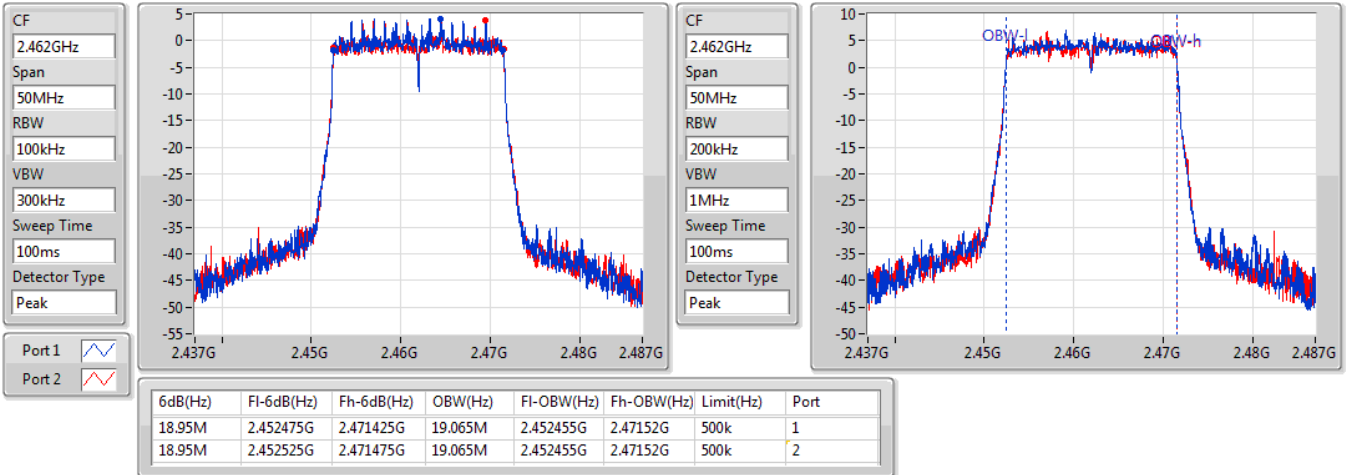 CF
2.462GHz
Span
50MHz
RBW
100kHz
VBW
300kHz
Sweep Time
100ms
Detector Type
Peak
Port 1
Port 2
5
0
-5
-10
-15
-20
-25
-30
-35
-40
-45
-50
-55
2.437G 2.45G 2.46G 2.47G 2.48G 2.487G
CF
2.462GHz
Span
50MHz
RBW
200kHz
VBW
1MHz
Sweep Time
100ms
Detector Type
Peak
10
5
0
-5
-10
-15
-20
-25
-30
-35
-40
-45
-50
OBW-l OBW-h
2.437G 2.45G 2.46G 2.47G 2.48G 2.487G
6dB(Hz) Fl-6dB(Hz) Fh-6dB(Hz) OBW(Hz) Fl-OBW(Hz) Fh-OBW(Hz) Limit(Hz) Port
18.95M 2.452475G 2.471425G 19.065M 2.452455G 2.47152G 500k 1
18.95M 2.452525G 2.471475G 19.065M 2.452455G 2.47152G 500k 2